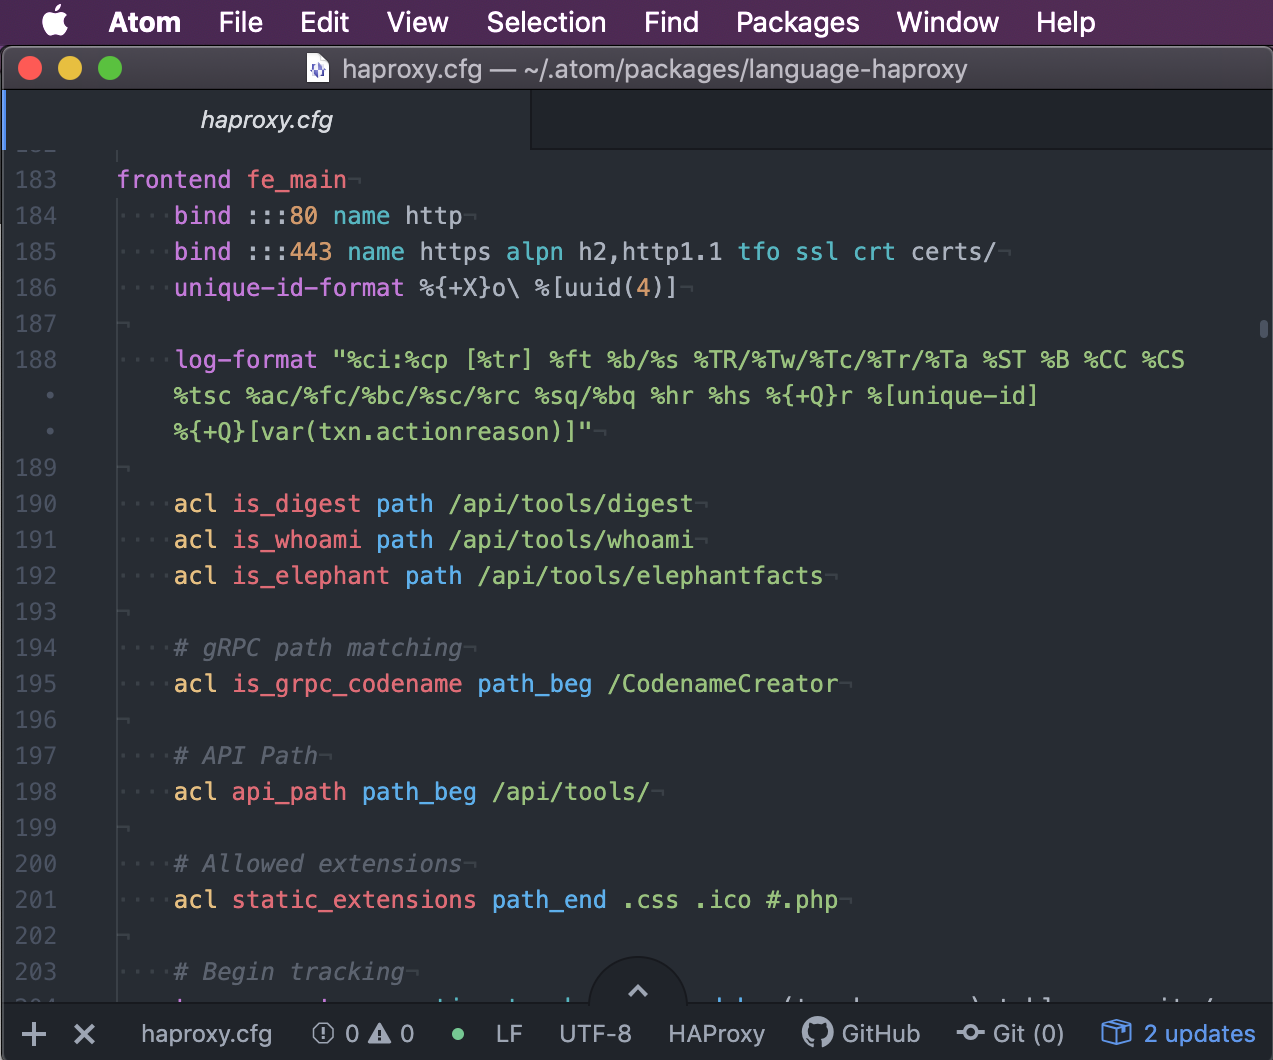 Atom File Edit View Selection Find Packages Window Help
haproxy.cfg — ~/.atom/packages/language-haproxy
haproxy.cfg
182
183 frontend fe_main
184 bind :::80 name http
185 bind :::443 name https alpn h2,http1.1 tfo ssl crt certs/
186 unique-id-format %{+X}o\ %[uuid(4)]
187
188 log-format "%ci:%cp [%tr] %ft %b/%s %TR/%Tw/%Tc/%Tr/%Ta %ST %B %CC %CS
• %tsc %ac/%fc/%bc/%sc/%rc %sq/%bq %hr %hs %{+Q}r %[unique-id]
• %{+Q}[var(txn.actionreason)]"
189
190 acl is_digest path /api/tools/digest
191 acl is_whoami path /api/tools/whoami
192 acl is_elephant path /api/tools/elephantfacts
193
194 # gRPC path matching
195 acl is_grpc_codename path_beg /CodenameCreator
196
197 # API Path
198 acl api_path path_beg /api/tools/
199
200 # Allowed extensions
201 acl static_extensions path_end .css .ico #.php
202
203 # Begin tracking
204
haproxy.cfg 0 0 LF UTF-8 HAProxy GitHub Git (0) 2 updates